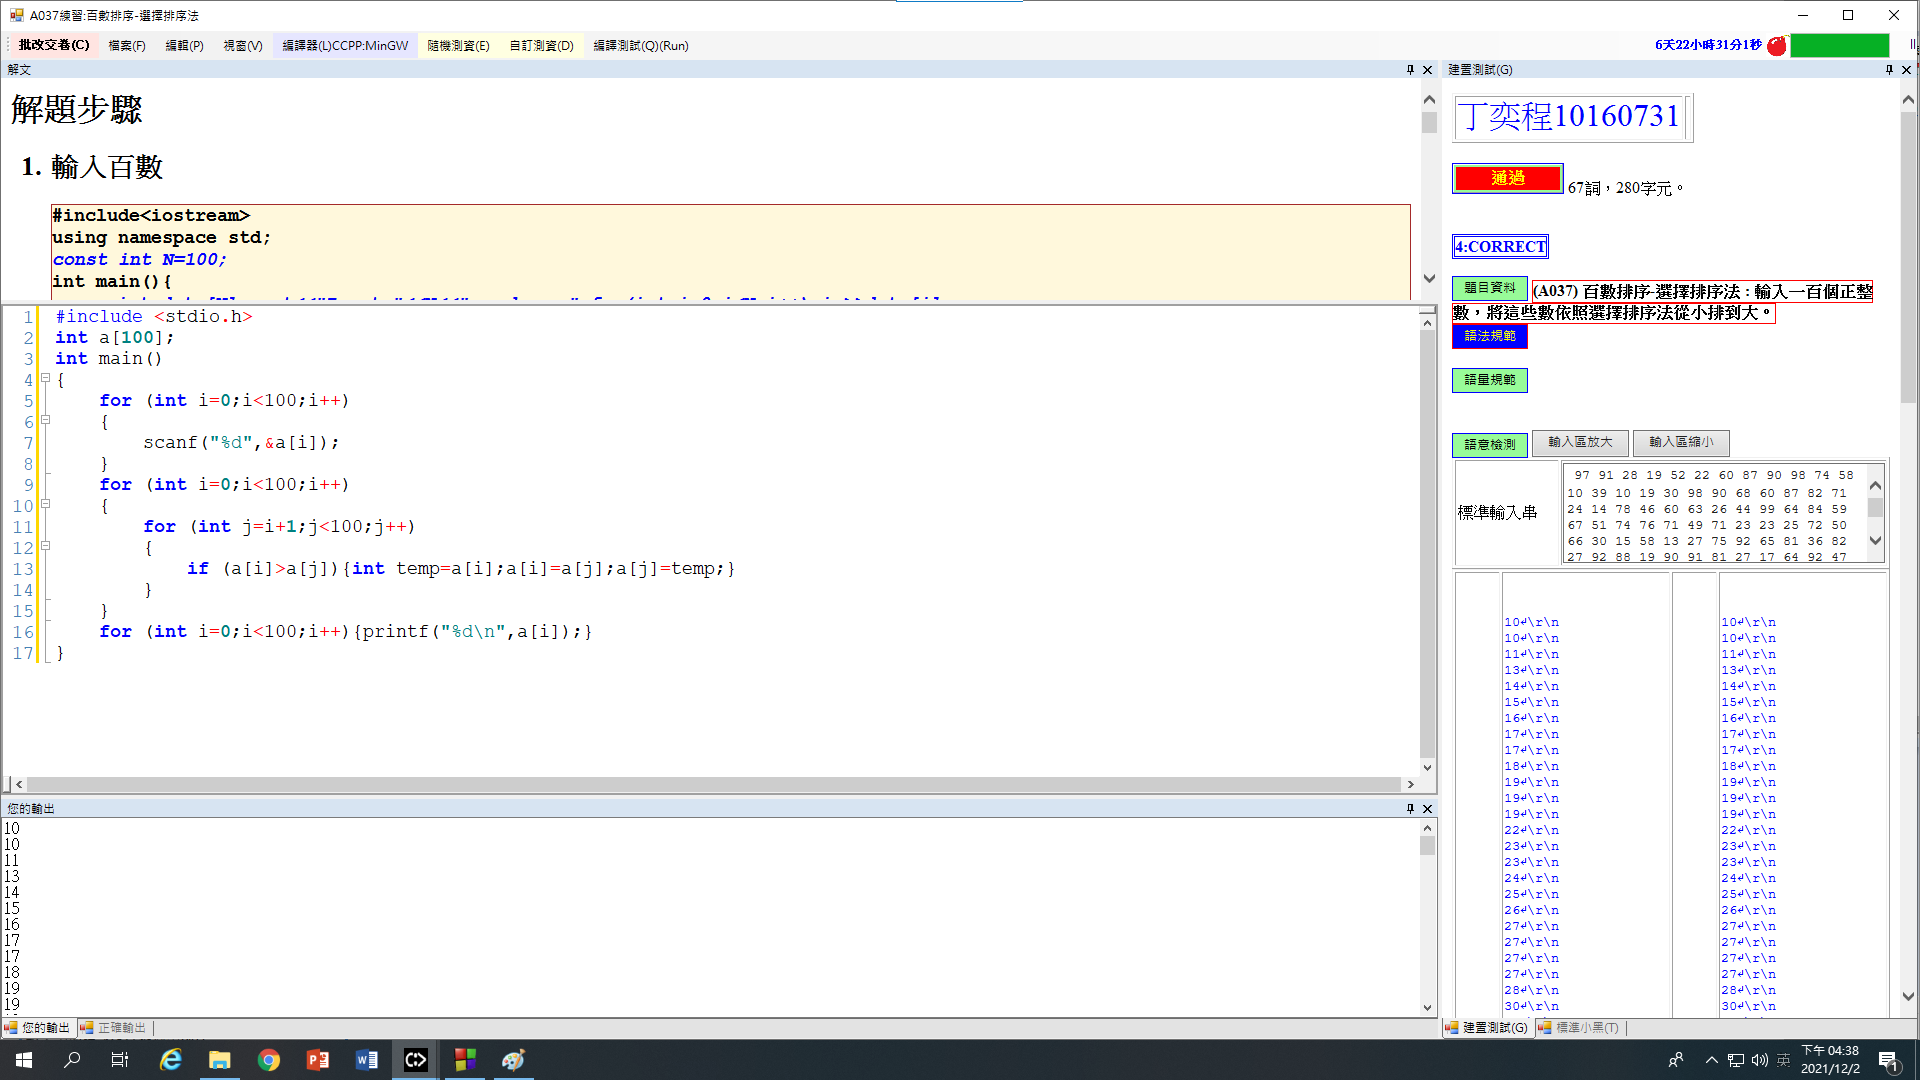 A037練習:百數排序-選擇排序法
批改交卷(C) 檔案(F) 編輯(P) 視窗(V) 編譯器(L)CCPP:MinGW 隨機測資(E) 自訂測資(D) 編譯測試(Q)(Run)
6天22小時31分1秒
解文
解題步驟
1. 輸入百數
#include<iostream>
using namespace std;
const int N=100;
int main(){
1 #include <stdio.h>
2 int a[100];
3 int main()
4 {
5 for (int i=0;i<100;i++)
6 {
7 scanf("%d",&a[i]);
8 }
9 for (int i=0;i<100;i++)
10 {
11 for (int j=i+1;j<100;j++)
12 {
13 if (a[i]>a[j]){int temp=a[i];a[i]=a[j];a[j]=temp;}
14 }
15 }
16 for (int i=0;i<100;i++){printf("%d\n",a[i]);}
17 }
您的輸出
10
10
11
13
14
15
16
17
17
18
19
19
您的輸出 正確輸出
建置測試(G)
丁奕程10160731
通過 67詞，280字元。
4:CORRECT
題目資料 (A037) 百數排序-選擇排序法 : 輸入一百個正整
數，將這些數依照選擇排序法從小排到大。
語法規範
語量規範
語意檢測 輸入區放大 輸入區縮小
標準輸入串
97 91 28 19 52 22 60 87 90 98 74 58
10 39 10 19 30 98 90 68 60 87 82 71
24 14 78 46 60 63 26 44 99 64 84 59
67 51 74 76 71 49 71 23 23 25 72 50
66 30 15 58 13 27 75 92 65 81 36 82
27 92 88 19 90 91 81 27 17 64 92 47
10↲\r\n 10↲\r\n
10↲\r\n 10↲\r\n
11↲\r\n 11↲\r\n
13↲\r\n 13↲\r\n
14↲\r\n 14↲\r\n
15↲\r\n 15↲\r\n
16↲\r\n 16↲\r\n
17↲\r\n 17↲\r\n
17↲\r\n 17↲\r\n
18↲\r\n 18↲\r\n
19↲\r\n 19↲\r\n
19↲\r\n 19↲\r\n
19↲\r\n 19↲\r\n
22↲\r\n 22↲\r\n
23↲\r\n 23↲\r\n
23↲\r\n 23↲\r\n
24↲\r\n 24↲\r\n
25↲\r\n 25↲\r\n
26↲\r\n 26↲\r\n
27↲\r\n 27↲\r\n
27↲\r\n 27↲\r\n
27↲\r\n 27↲\r\n
27↲\r\n 27↲\r\n
28↲\r\n 28↲\r\n
30↲\r\n 30↲\r\n
建置測試(G) 標準小黑(T)
英
下午 04:38
2021/12/2
1